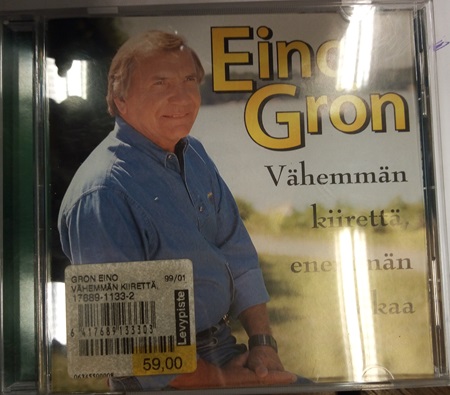 Eino
Gron
Vähemmän
kiirettä,
enemmän
GRON EINO 99/01
VÄHEMMÄN KIIRETTÄ,
17689-1133-2
6 417689 133303
Levypiste
59,00